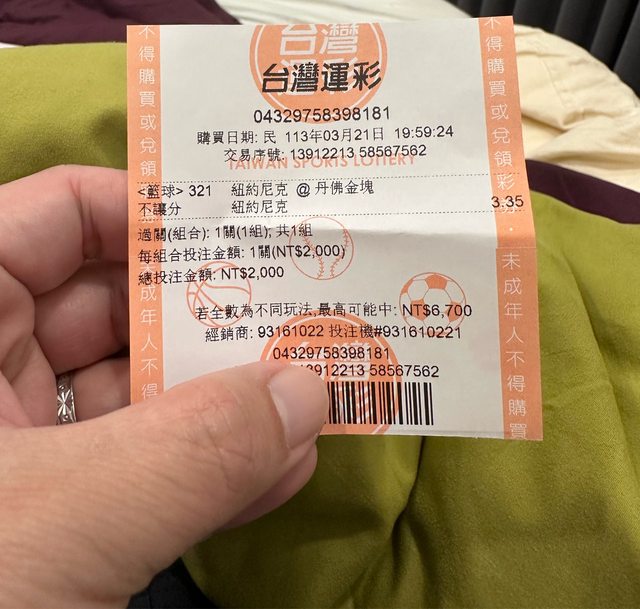 台灣運彩
04329758398181
購買日期: 民 113年03月21日 19:59:24
交易序號: 13912213 58567562
TAIWAN SPORTS LOTTERY
<籃球> 321 紐約尼克 @ 丹佛金塊
不讓分 紐約尼克 3.35
過關(組合): 1關(1組); 共1組
每組合投注金額: 1關(NT$2,000)
總投注金額: NT$2,000
若全數為不同玩法,最高可能中: NT$6,700
經銷商: 93161022 投注機#931610221
04329758398181
3912213 58567562
不得購買或兌領
未成年人不得
不得購買或兌領彩
未成年人不得購買